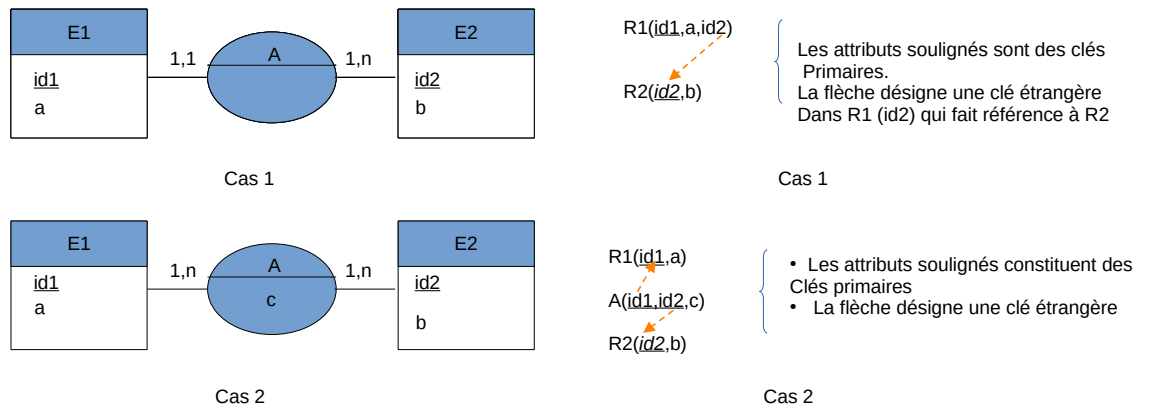 E1
A
E2
1,1
1,n
id1
a
id2
b
Cas 1
R1(id1,a,id2)
R2(id2,b)
Les attributs soulignés sont des clés
Primaires.
La flèche désigne une clé étrangère
Dans R1 (id2) qui fait référence à R2
Cas 1
E1
A
E2
1,n
1,n
id1
a
c
id2
b
Cas 2
R1(id1,a)
A(id1,id2,c)
R2(id2,b)
• Les attributs soulignés constituent des
Clés primaires
• La flèche désigne une clé étrangère
Cas 2